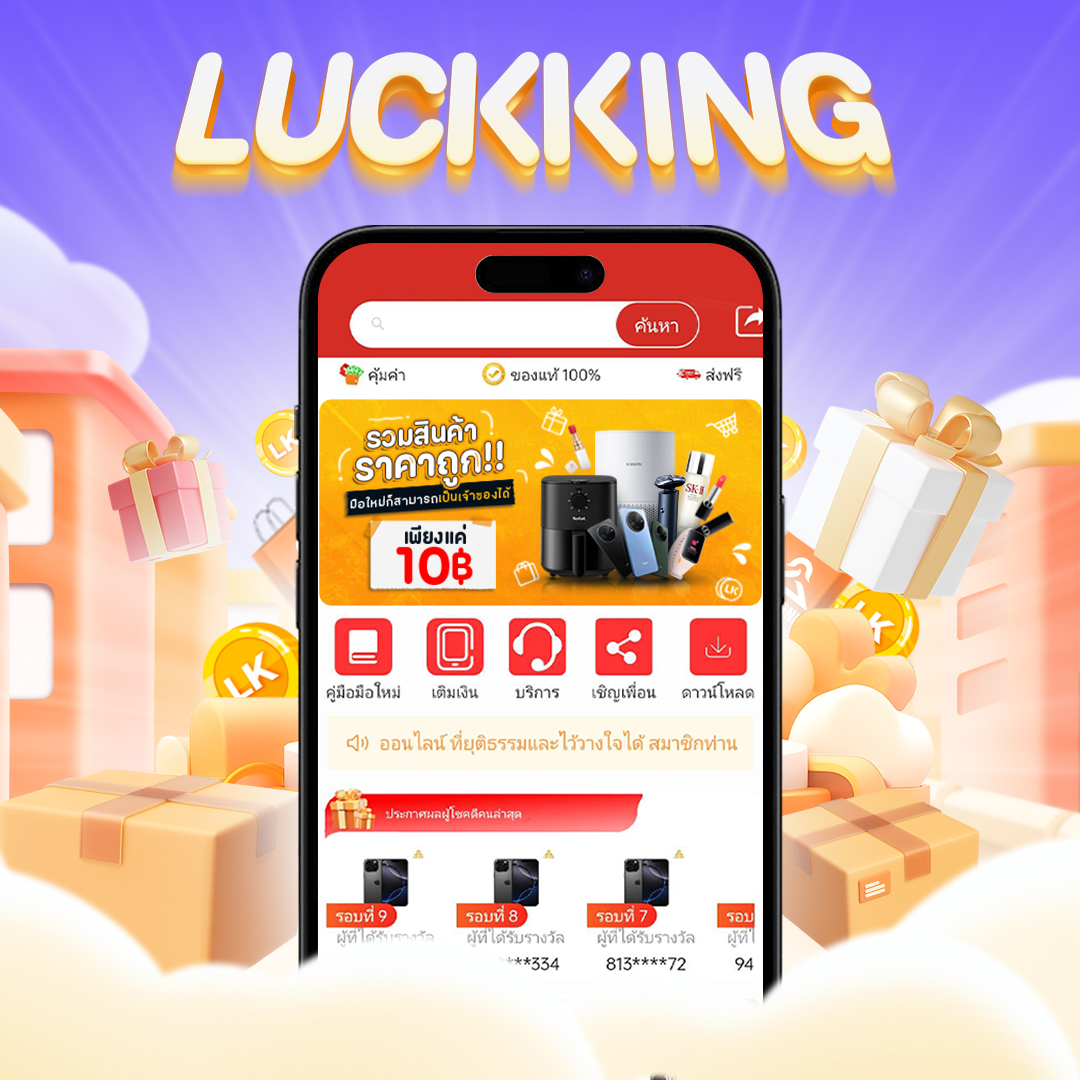 LUCKKING
ค้นหา
คุ้มค่า
ของแท้ 100%
ส่งฟรี
รวมสินค้า
ราคาถูก!!
มือใหม่ก็สามารถเป็นเจ้าของได้
เพียงแค่
10฿
XIAOMI
SK-II
Tefal
LK
LK
LK
LK
คู่มือมือใหม่
เติมเงิน
บริการ
เชิญเพื่อน
ดาวน์โหลด
ออนไลน์ ที่ยุติธรรมและไว้วางใจได้ สมาชิกท่าน
ประกาศผลผู้โชคดีคนล่าสุด
รอบที่ 9
รอบที่ 8
รอบที่ 7
รอบ
ผู้ที่ได้รับรางวัล
ผู้ที่ได้รับรางวัล
ผู้ที่ได้รับรางวัล
ผู้ที่ไ
**334
813****72
94